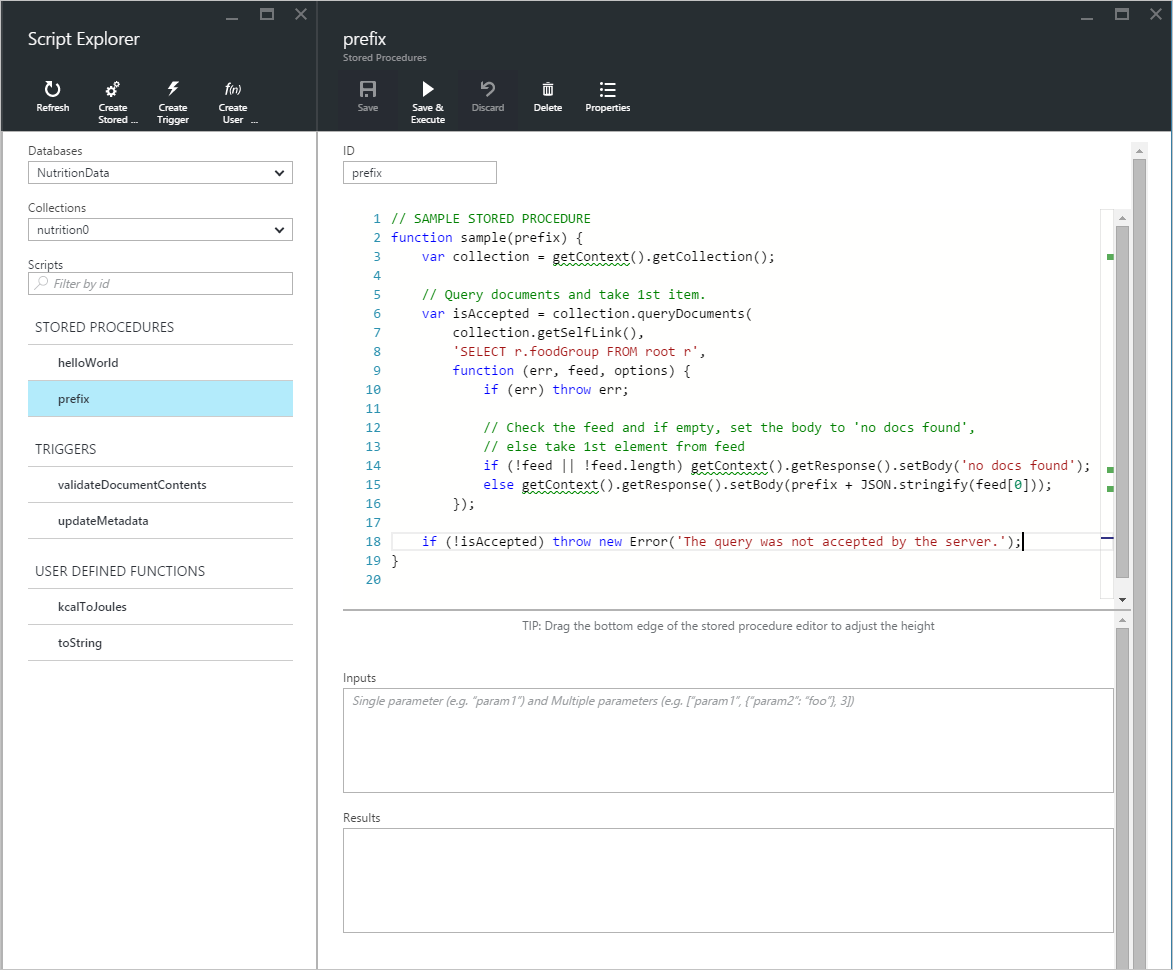 Script Explorer
Refresh
Create
Stored ...
Create
Trigger
f(n)
Create
User ...
Databases
NutritionData
Collections
nutrition0
Scripts
Filter by id
STORED PROCEDURES
helloWorld
prefix
TRIGGERS
validateDocumentContents
updateMetadata
USER DEFINED FUNCTIONS
kcalToJoules
toString
prefix
Stored Procedures
Save
Save &
Execute
Discard
Delete
Properties
ID
prefix
1 // SAMPLE STORED PROCEDURE
2 function sample(prefix) {
3     var collection = getContext().getCollection();
4
5     // Query documents and take 1st item.
6     var isAccepted = collection.queryDocuments(
7         collection.getSelfLink(),
8         'SELECT r.foodGroup FROM root r',
9         function (err, feed, options) {
10             if (err) throw err;
11
12             // Check the feed and if empty, set the body to 'no docs found',
13             // else take 1st element from feed
14             if (!feed || !feed.length) getContext().getResponse().setBody('no docs found');
15             else getContext().getResponse().setBody(prefix + JSON.stringify(feed[0]));
16         });
17
18     if (!isAccepted) throw new Error('The query was not accepted by the server.');
19 }
20
TIP: Drag the bottom edge of the stored procedure editor to adjust the height
Inputs
Single parameter (e.g. "param1") and Multiple parameters (e.g. ["param1", {"param2": "foo"}, 3])
Results